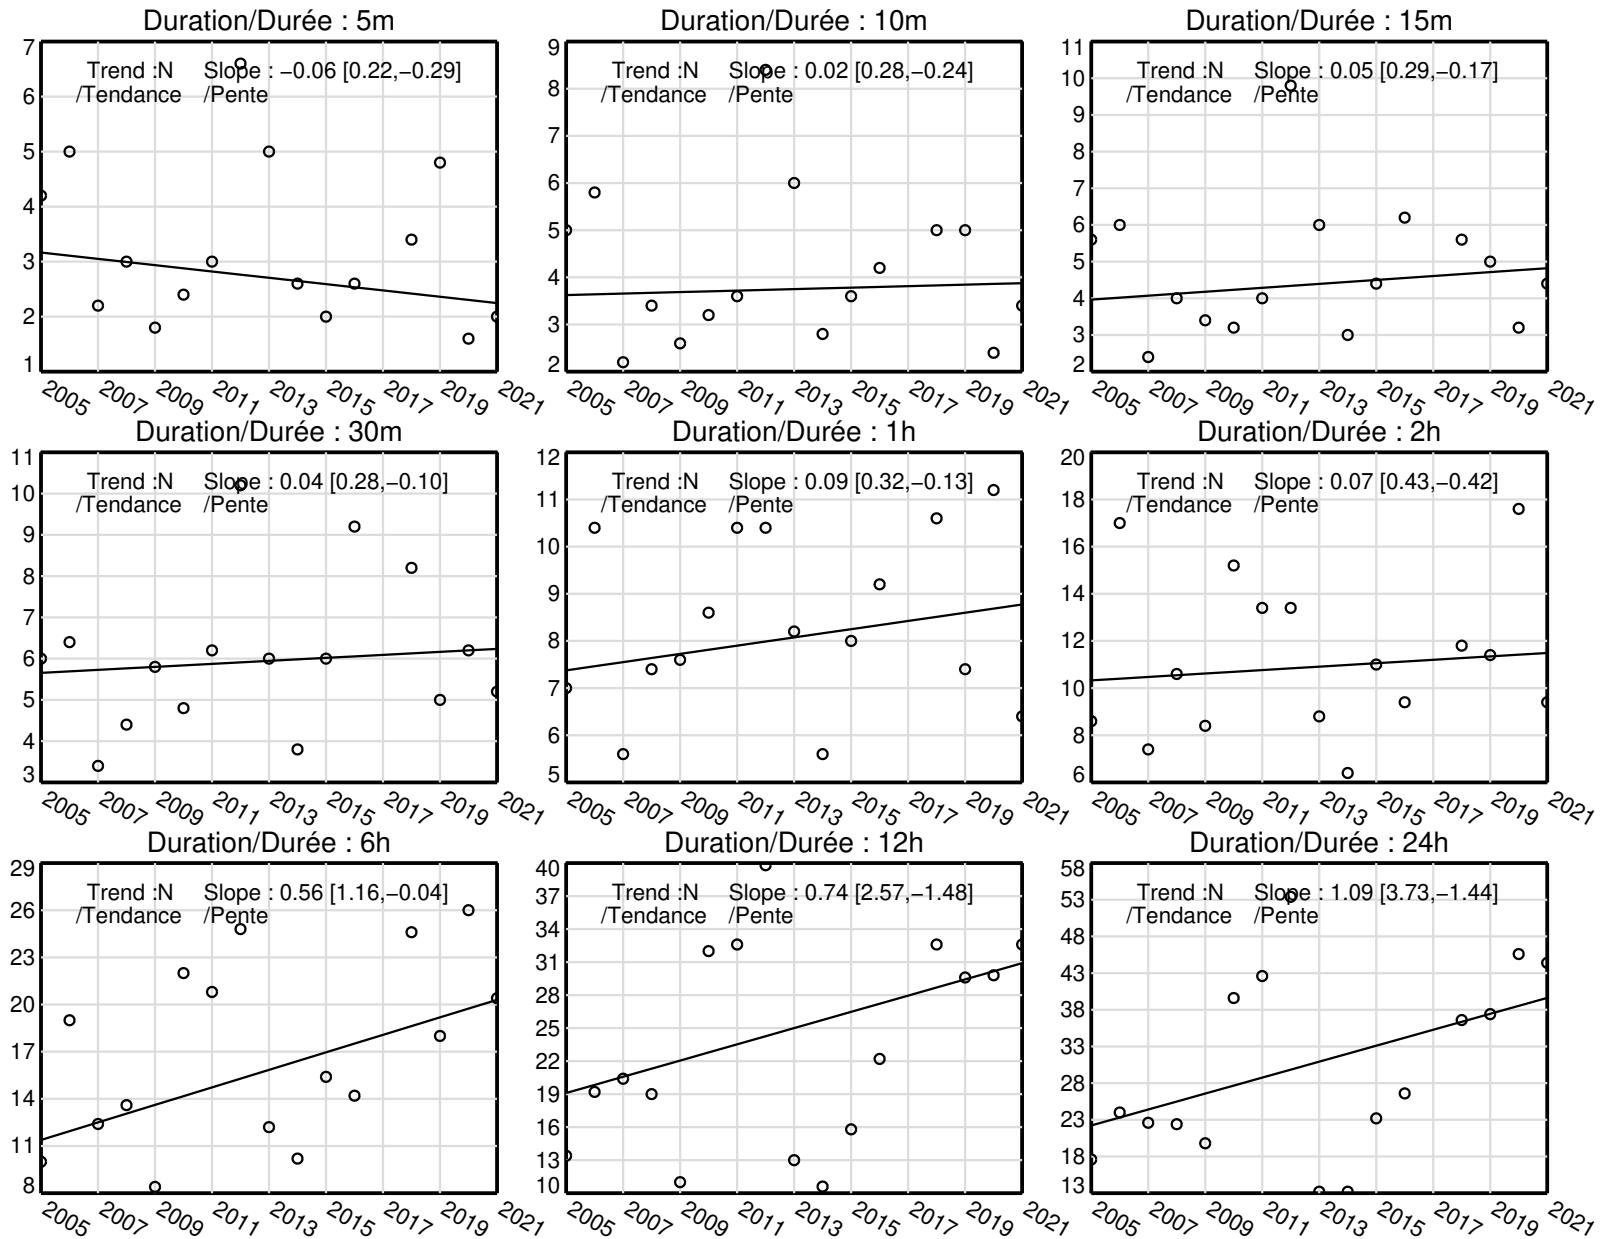 Duration/Durée : 5m
7
6
5
4
3
2
1
Trend :N Slope : −0.06 [0.22,−0.29]
/Tendance /Pente
2005 2007 2009 2011 2013 2015 2017 2019 2021
Duration/Durée : 10m
9
8
7
6
5
4
3
2
Trend :N Slope : 0.02 [0.28,−0.24]
/Tendance /Pente
2005 2007 2009 2011 2013 2015 2017 2019 2021
Duration/Durée : 15m
11
10
9
8
7
6
5
4
3
2
Trend :N Slope : 0.05 [0.29,−0.17]
/Tendance /Pente
2005 2007 2009 2011 2013 2015 2017 2019 2021
Duration/Durée : 30m
11
10
9
8
7
6
5
4
3
Trend :N Slope : 0.04 [0.28,−0.10]
/Tendance /Pente
2005 2007 2009 2011 2013 2015 2017 2019 2021
Duration/Durée : 1h
12
11
10
9
8
7
6
5
Trend :N Slope : 0.09 [0.32,−0.13]
/Tendance /Pente
2005 2007 2009 2011 2013 2015 2017 2019 2021
Duration/Durée : 2h
20
18
16
14
12
10
8
6
Trend :N Slope : 0.07 [0.43,−0.42]
/Tendance /Pente
2005 2007 2009 2011 2013 2015 2017 2019 2021
Duration/Durée : 6h
29
26
23
20
17
14
11
8
Trend :N Slope : 0.56 [1.16,−0.04]
/Tendance /Pente
2005 2007 2009 2011 2013 2015 2017 2019 2021
Duration/Durée : 12h
40
37
34
31
28
25
22
19
16
13
10
Trend :N Slope : 0.74 [2.57,−1.48]
/Tendance /Pente
2005 2007 2009 2011 2013 2015 2017 2019 2021
Duration/Durée : 24h
58
53
48
43
38
33
28
23
18
13
Trend :N Slope : 1.09 [3.73,−1.44]
/Tendance /Pente
2005 2007 2009 2011 2013 2015 2017 2019 2021